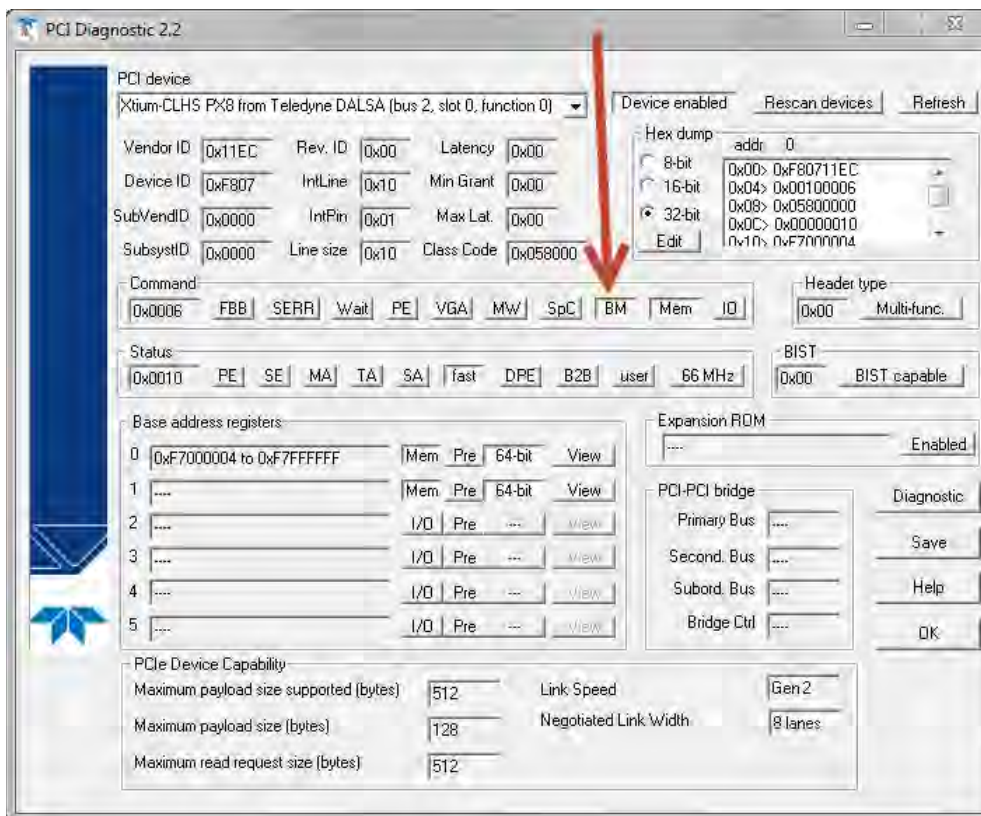 PCI Diagnostic 2.2
PCI device
Xtium-CLHS PX8 from Teledyne DALSA (bus 2, slot 0, function 0) Device enabled Rescan devices Refresh
Vendor ID 0x11EC Rev. ID 0x00 Latency 0x00
Device ID 0xF807 IntLine 0x10 Min Grant 0x00
SubVendID 0x0000 IntPin 0x01 Max Lat. 0x00
SubsystID 0x0000 Line size 0x10 Class Code 0x058000
Hex dump
addr 0
8-bit
16-bit
32-bit
Edit
0x00> 0xF80711EC
0x04> 0x00100006
0x08> 0x05800000
0x0C> 0x00000010
0x10> 0xF7000004
Command
0x0006 FBB SERR Wait PE VGA MW SpC BM Mem IO
Header type
0x00 Multi-func.
Status
0x0010 PE SE MA TA SA fast DPE B2B user 66 MHz
BIST
0x00 BIST capable
Base address registers
0 0xF7000004 to 0xF7FFFFFF Mem Pre 64-bit View
1 ---- Mem Pre 64-bit View
2 ---- I/O Pre --- View
3 ---- I/O Pre --- View
4 ---- I/O Pre --- View
5 ---- I/O Pre --- View
Expansion ROM
---- Enabled
PCI-PCI bridge
Primary Bus ----
Second. Bus ----
Subord. Bus ----
Bridge Ctrl ----
Diagnostic
Save
Help
OK
PCIe Device Capability
Maximum payload size supported (bytes) 512 Link Speed Gen 2
Maximum payload size (bytes) 128 Negotiated Link Width 8 lanes
Maximum read request size (bytes) 512